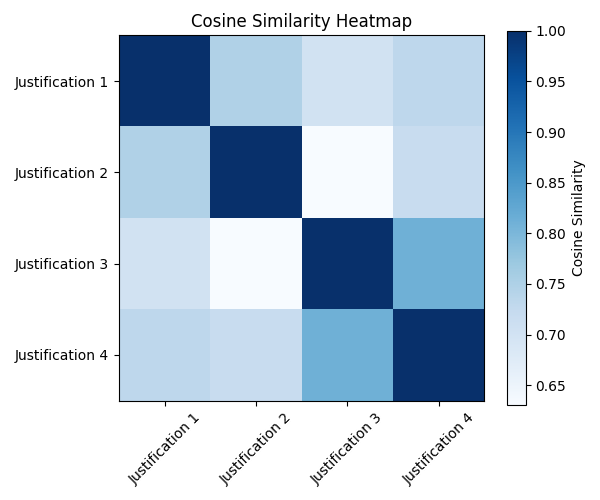 Cosine Similarity Heatmap
Justification 1
Justification 2
Justification 3
Justification 4
Justification 1
Justification 2
Justification 3
Justification 4
1.00
0.95
0.90
0.85
0.80
0.75
0.70
0.65
Cosine Similarity